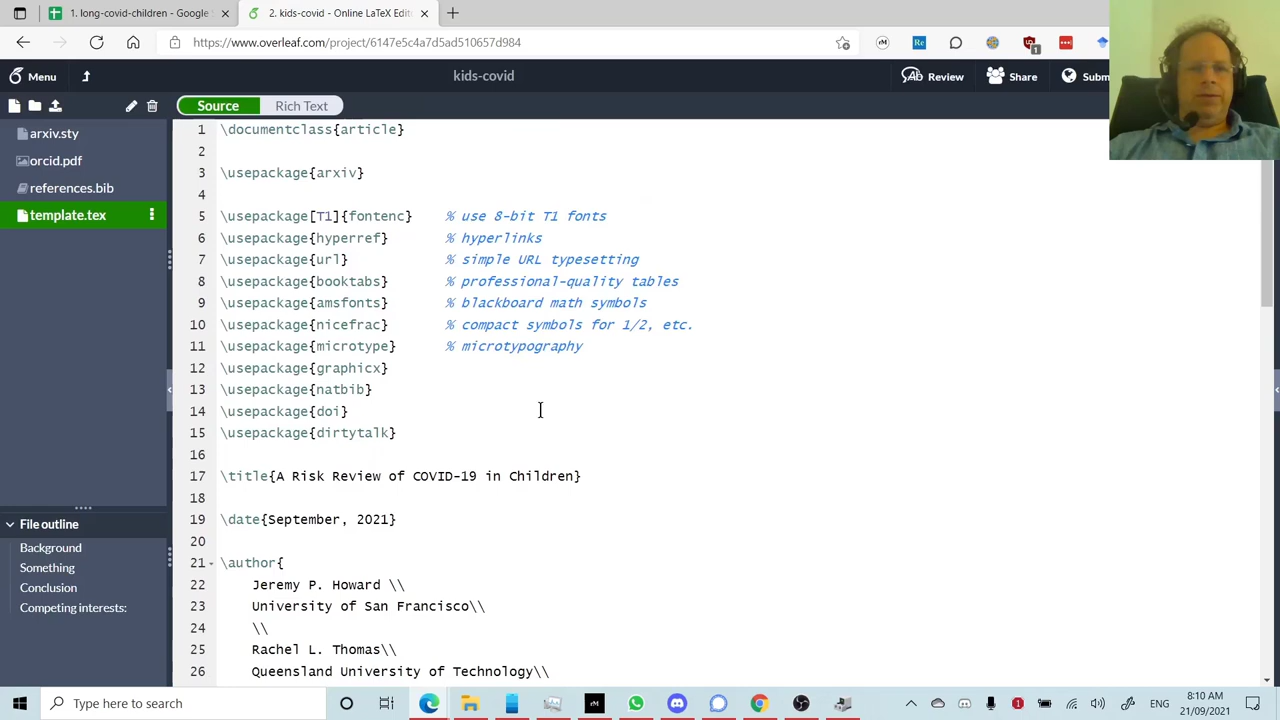 1. long-covid-children - Google
2. kids-covid - Online LaTeX Edit
https://www.overleaf.com/project/6147e5c4a7d5ad510657d984
Menu
kids-covid
Review
Share
Subm
Source
Rich Text
arxiv.sty
orcid.pdf
references.bib
template.tex
1 \documentclass{article}
2
3 \usepackage{arxiv}
4
5 \usepackage[T1]{fontenc} % use 8-bit T1 fonts
6 \usepackage{hyperref} % hyperlinks
7 \usepackage{url} % simple URL typesetting
8 \usepackage{booktabs} % professional-quality tables
9 \usepackage{amsfonts} % blackboard math symbols
10 \usepackage{nicefrac} % compact symbols for 1/2, etc.
11 \usepackage{microtype} % microtypography
12 \usepackage{graphicx}
13 \usepackage{natbib}
14 \usepackage{doi}
15 \usepackage{dirtytalk}
16
17 \title{A Risk Review of COVID-19 in Children}
18
19 \date{September, 2021}
20
21 \author{
22 Jeremy P. Howard \\
23 University of San Francisco\\
24 \\
25 Rachel L. Thomas\\
26 Queensland University of Technology\\
File outline
Background
Something
Conclusion
Competing interests:
Type here to search
ENG
8:10 AM
21/09/2021